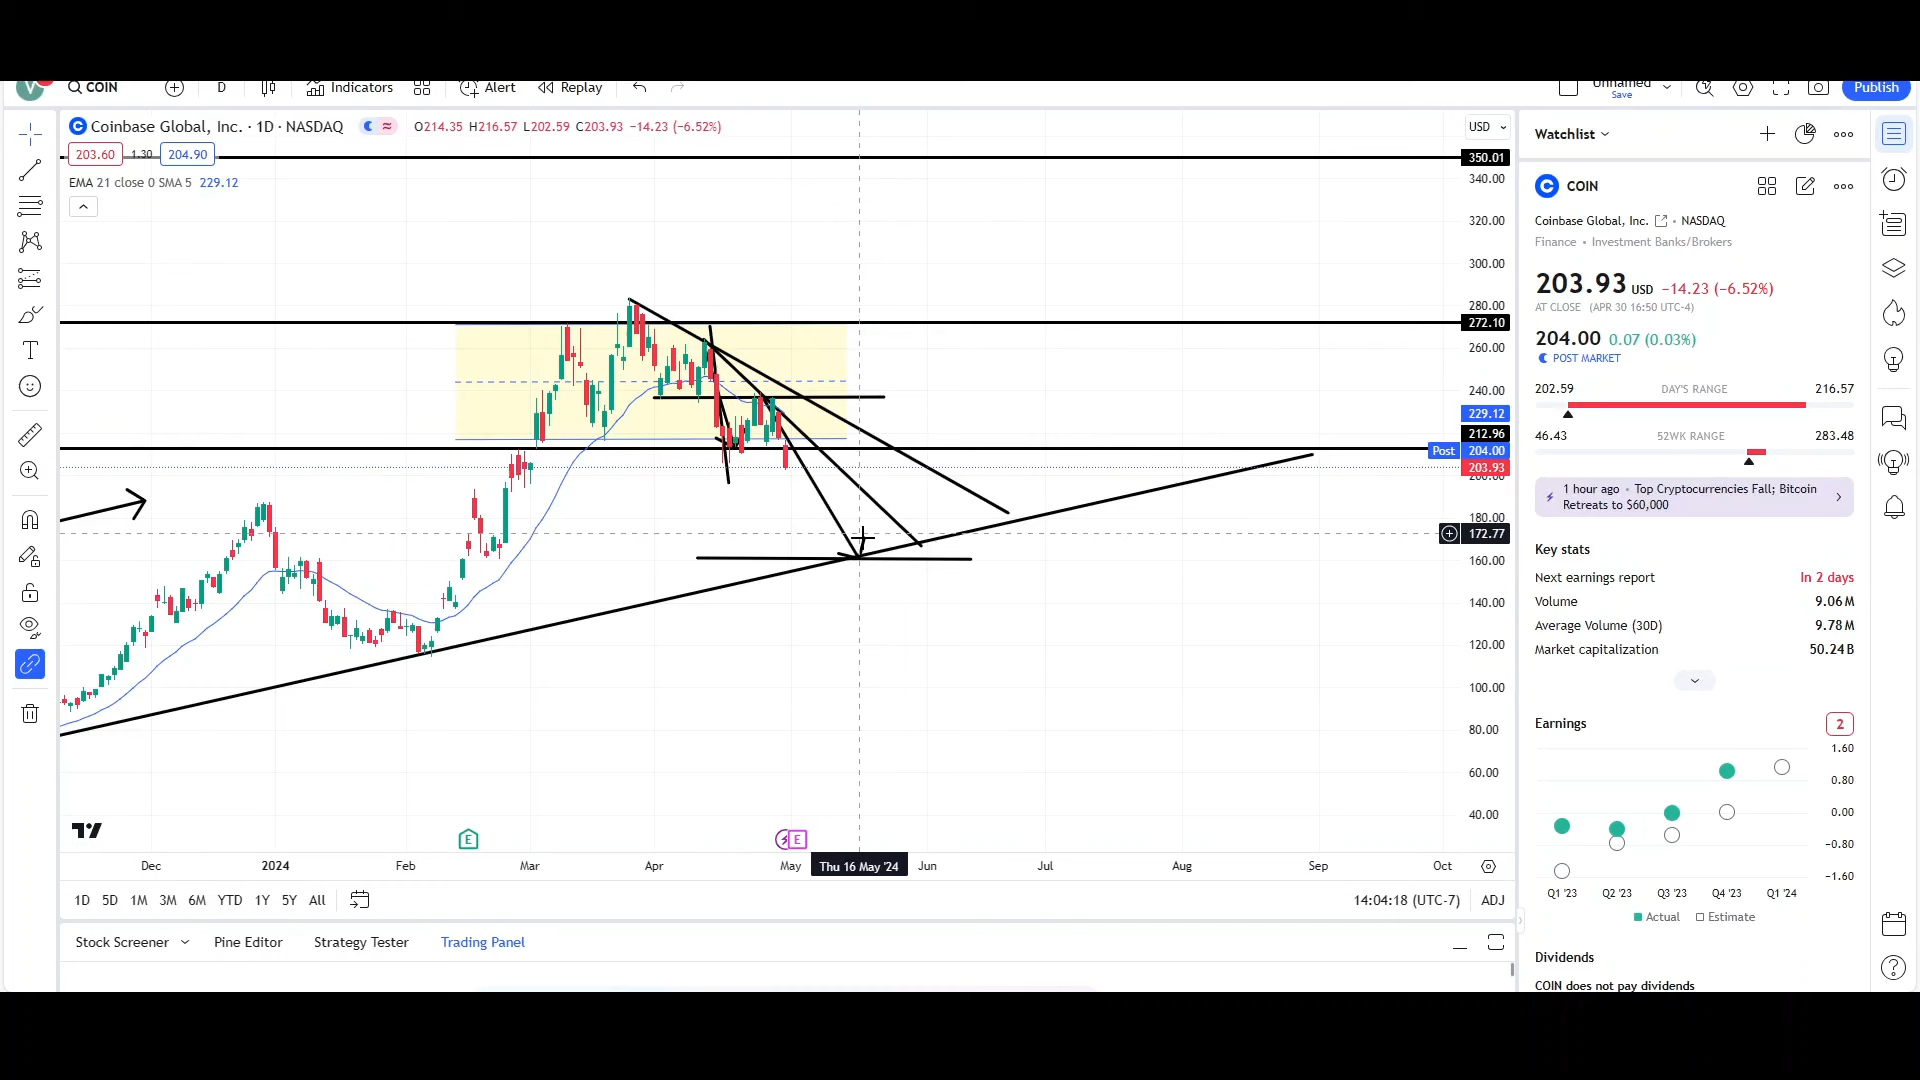 V COIN D Indicators Alert Replay Unnamed Save Publish
Coinbase Global, Inc. · 1D · NASDAQ O214.35 H216.57 L202.59 C203.93 −14.23 (−6.52%) USD
203.60 1.30 204.90
EMA 21 close 0 SMA 5 229.12
350.01
340.00
320.00
300.00
280.00
272.10
260.00
240.00
229.12
212.96
Post 204.00
203.93
200.00
180.00
172.77
160.00
140.00
120.00
100.00
80.00
60.00
40.00
E E
Dec 2024 Feb Mar Apr May Thu 16 May '24 Jun Jul Aug Sep Oct
1D 5D 1M 3M 6M YTD 1Y 5Y All 14:04:18 (UTC-7) ADJ
Stock Screener Pine Editor Strategy Tester Trading Panel
Watchlist
COIN
Coinbase Global, Inc. • NASDAQ
Finance • Investment Banks/Brokers
203.93 USD −14.23 (−6.52%)
AT CLOSE (APR 30 16:50 UTC-4)
204.00 0.07 (0.03%)
POST MARKET
202.59 DAY'S RANGE 216.57
46.43 52WK RANGE 283.48
1 hour ago • Top Cryptocurrencies Fall; Bitcoin
Retreats to $60,000
Key stats
Next earnings report In 2 days
Volume 9.06M
Average Volume (30D) 9.78M
Market capitalization 50.24B
Earnings 2
1.60
0.80
0.00
−0.80
−1.60
Q1 '23 Q2 '23 Q3 '23 Q4 '23 Q1 '24
Actual Estimate
Dividends
COIN does not pay dividends